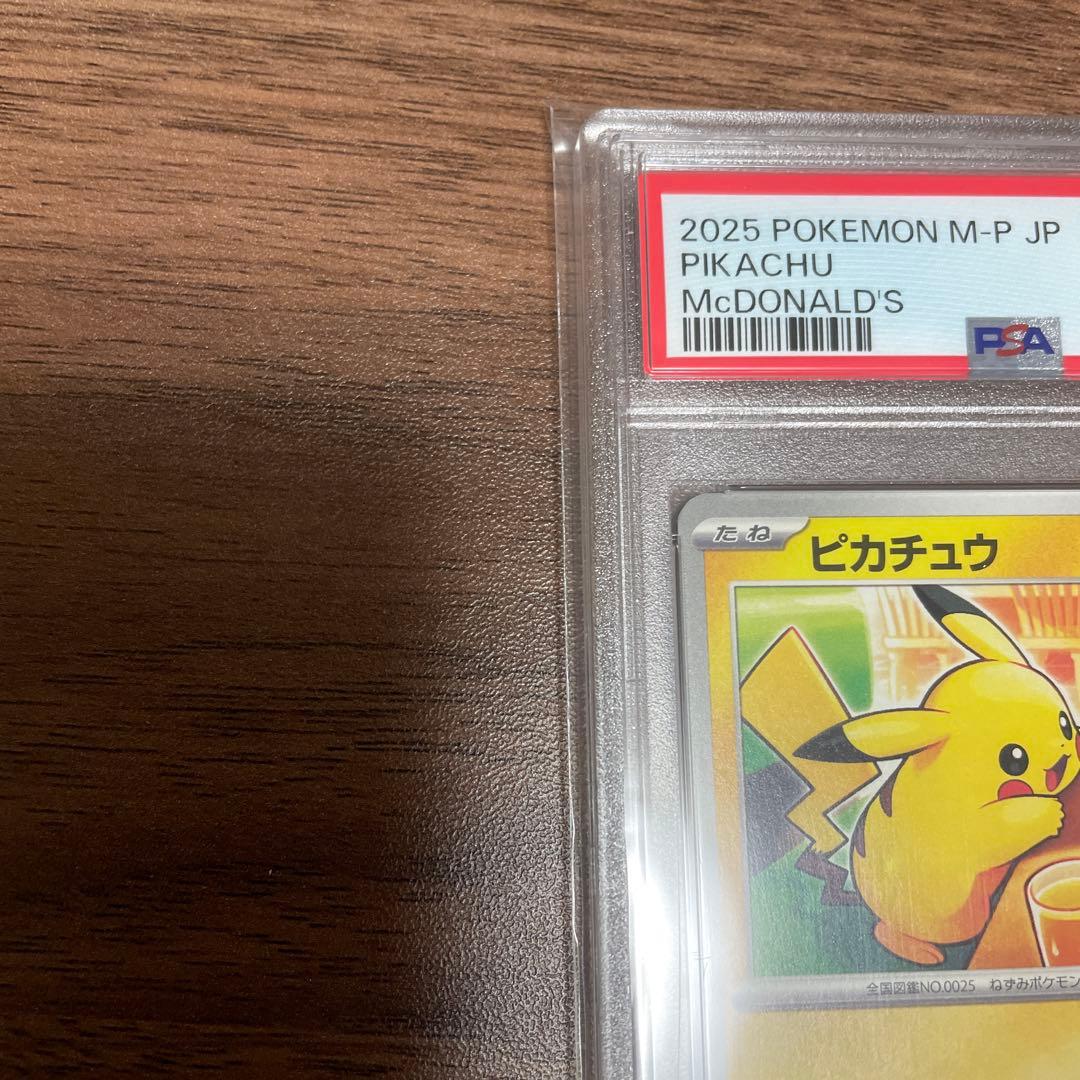 2025 POKEMON M-P JP
PIKACHU
McDONALD'S
PSA
たね
ピカチュウ
全国図鑑NO.0025 ねずみポケモン